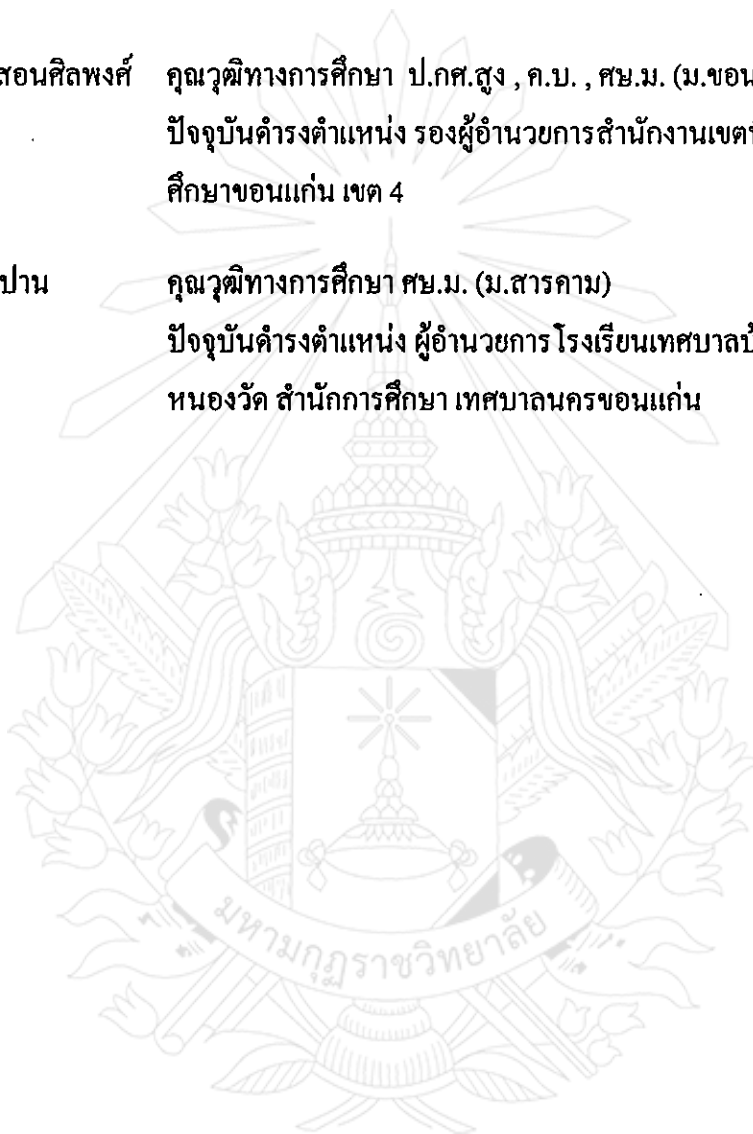 สอนศิลพงศ์ คุณวุฒิทางการศึกษา ป.กศ.สูง , ค.บ. , ศษ.ม. (ม.ขอน
ปัจจุบันดำรงตำแหน่ง รองผู้อำนวยการสำนักงานเขต
ศึกษาขอนแก่น เขต 4
ปาน คุณวุฒิทางการศึกษา ศษ.ม. (ม.สารคาม)
ปัจจุบันดำรงตำแหน่ง ผู้อำนวยการโรงเรียนเทศบาล
หนองวัด สำนักการศึกษา เทศบาลนครขอนแก่น
มหามกุฏราชวิทยาลัย